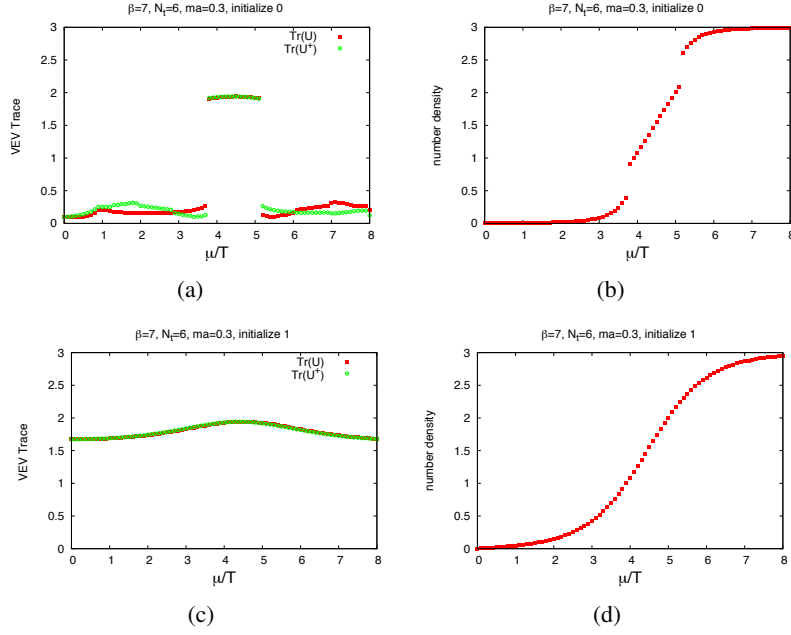 β=7, Nt=6, ma=0.3, initialize 0
Tr(U)
Tr(U⁺)
VEV Trace
3
2.5
2
1.5
1
0.5
0
0 1 2 3 4 5 6 7 8
μ/T
(a)
β=7, Nt=6, ma=0.3, initialize 0
number density
3
2.5
2
1.5
1
0.5
0
0 1 2 3 4 5 6 7 8
μ/T
(b)
β=7, Nt=6, ma=0.3, initialize 1
Tr(U)
Tr(U⁺)
VEV Trace
3
2.5
2
1.5
1
0.5
0
0 1 2 3 4 5 6 7 8
μ/T
(c)
β=7, Nt=6, ma=0.3, initialize 1
number density
3
2.5
2
1.5
1
0.5
0
0 1 2 3 4 5 6 7 8
μ/T
(d)